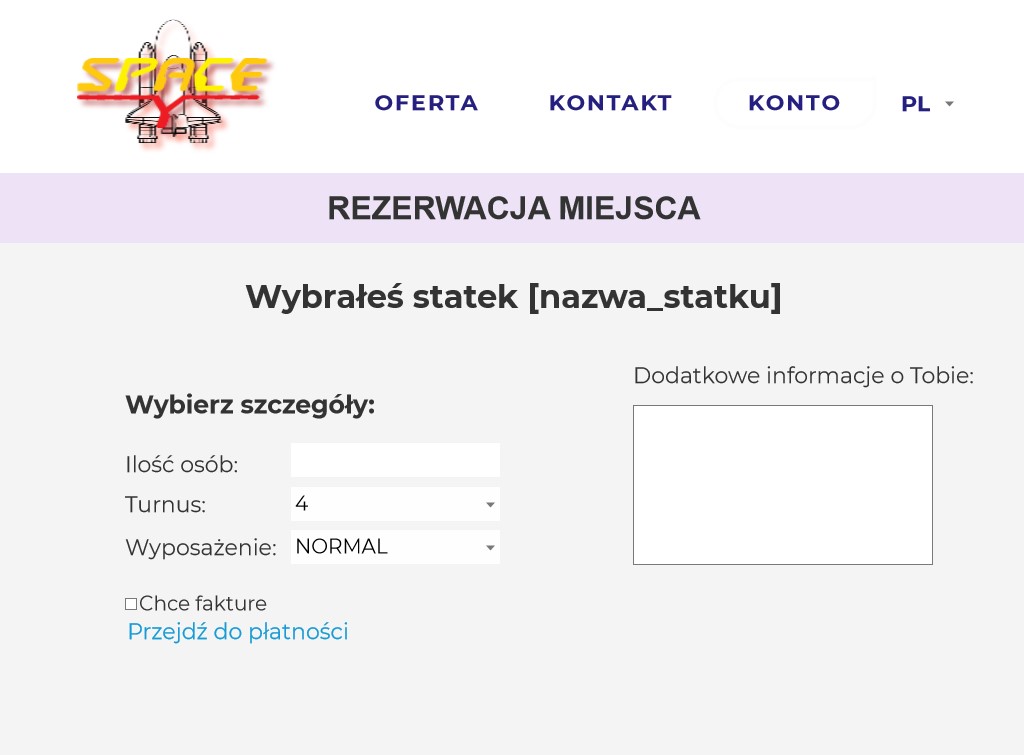 SPACE
Y
OFERTA
KONTAKT
KONTO
PL
REZERWACJA MIEJSCA
Wybrałeś statek [nazwa_statku]
Wybierz szczegóły:
Ilość osób:
Turnus: 4
Wyposażenie: NORMAL
Chce fakture
Przejdź do płatności
Dodatkowe informacje o Tobie: